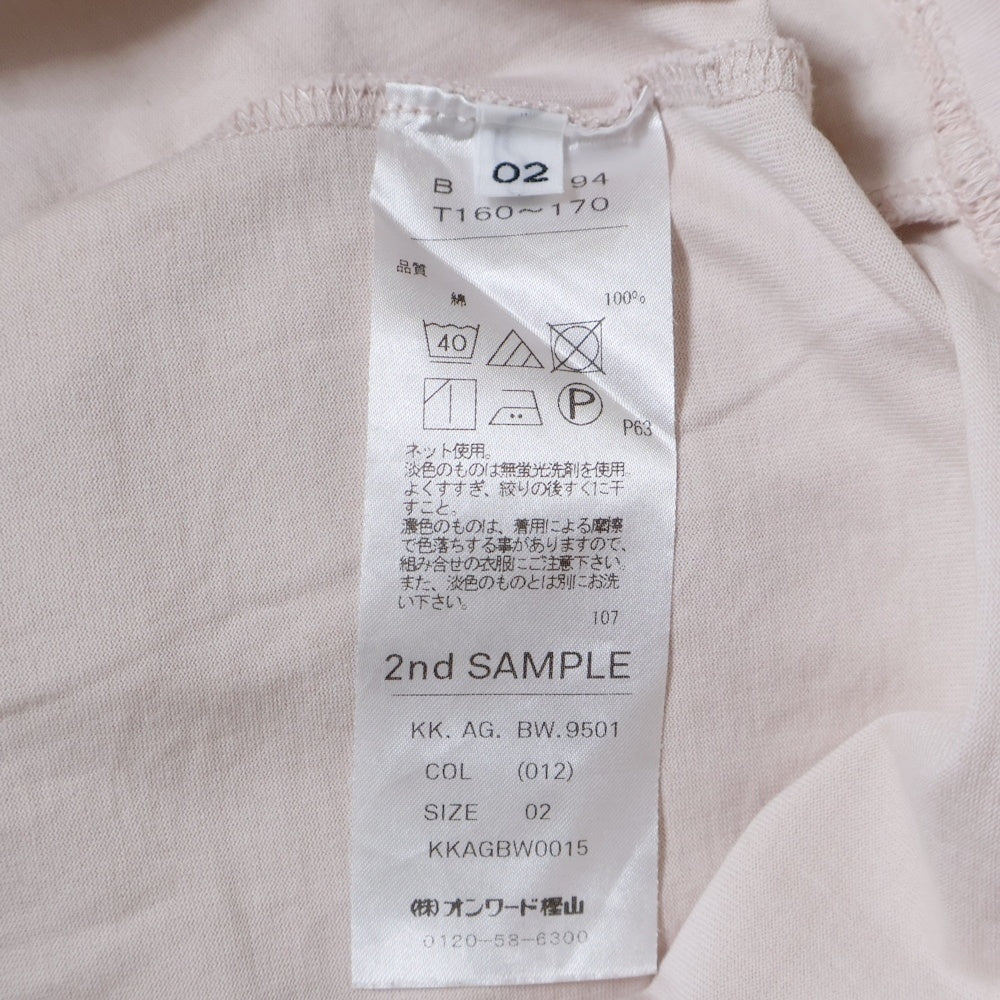 02
B 94
T160～170
品質
綿 100%
40
P
P63
ネット使用。
淡色のものは無蛍光洗剤を使用
よくすすぎ、絞りの後すぐに干
すこと。
濃色のものは、着用による摩擦
で色落ちする事がありますので、
組み合せの衣服にご注意下さい。
また、淡色のものとは別にお洗
い下さい。
107
2nd SAMPLE
KK. AG. BW.9501
COL (012)
SIZE 02
KKAGBW0015
㈱オンワード樫山
0120-58-6300